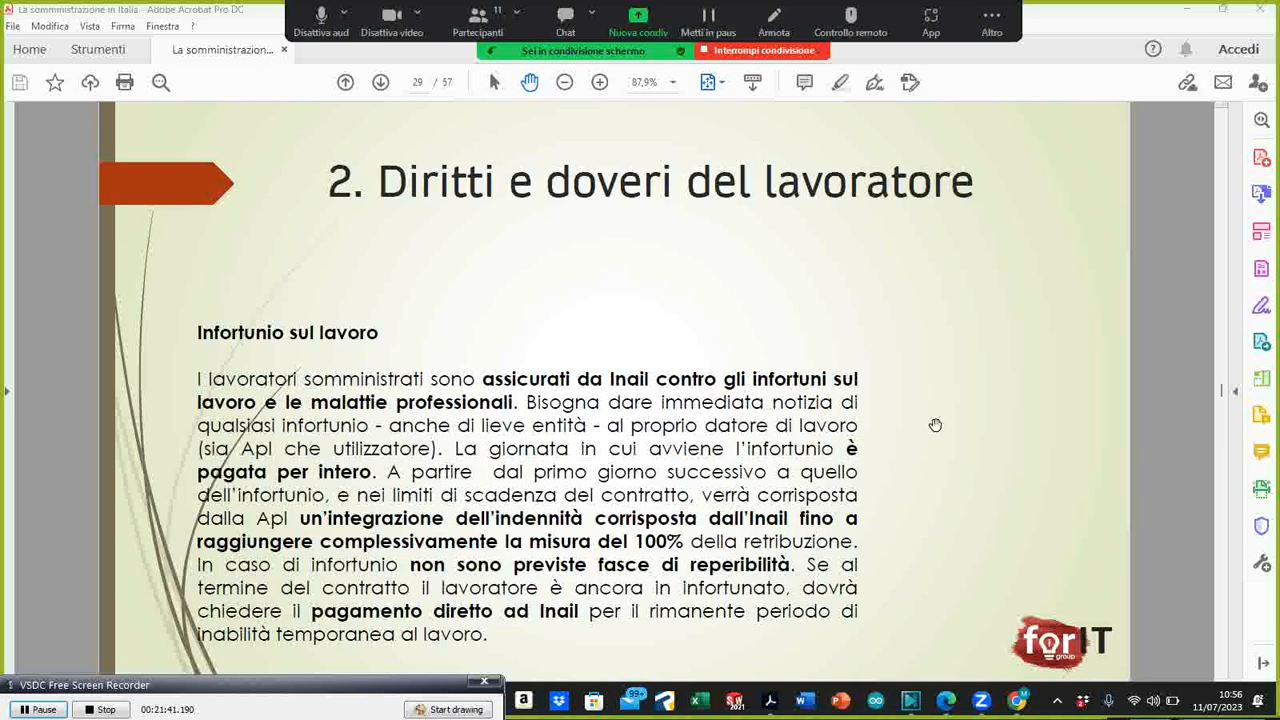 La somministrazione in Italia - Adobe Acrobat Pro DC
File Modifica Vista Firma Finestra ?
Disattiva aud Disattiva video Partecipanti 11 Chat Nuova condiv Metti in paus Annota Controllo remoto App Altro
Sei in condivisione schermo Interrompi condivisione
Home Strumenti La somministrazion... × Accedi
29 / 57 87,9%
2. Diritti e doveri del lavoratore
Infortunio sul lavoro
I lavoratori somministrati sono assicurati da Inail contro gli infortuni sul
lavoro e le malattie professionali. Bisogna dare immediata notizia di
qualsiasi infortunio - anche di lieve entità - al proprio datore di lavoro
(sia Apl che utilizzatore). La giornata in cui avviene l’infortunio è
pagata per intero. A partire dal primo giorno successivo a quello
dell’infortunio, e nei limiti di scadenza del contratto, verrà corrisposta
dalla Apl un’integrazione dell’indennità corrisposta dall’Inail fino a
raggiungere complessivamente la misura del 100% della retribuzione.
In caso di infortunio non sono previste fasce di reperibilità. Se al
termine del contratto il lavoratore è ancora in infortunato, dovrà
chiedere il pagamento diretto ad Inail per il rimanente periodo di
inabilità temporanea al lavoro.
for IT
group
VSDC Free Screen Recorder
Pause Stop 00:21:41.190 Start drawing
99+
2021
10:56
11/07/2023